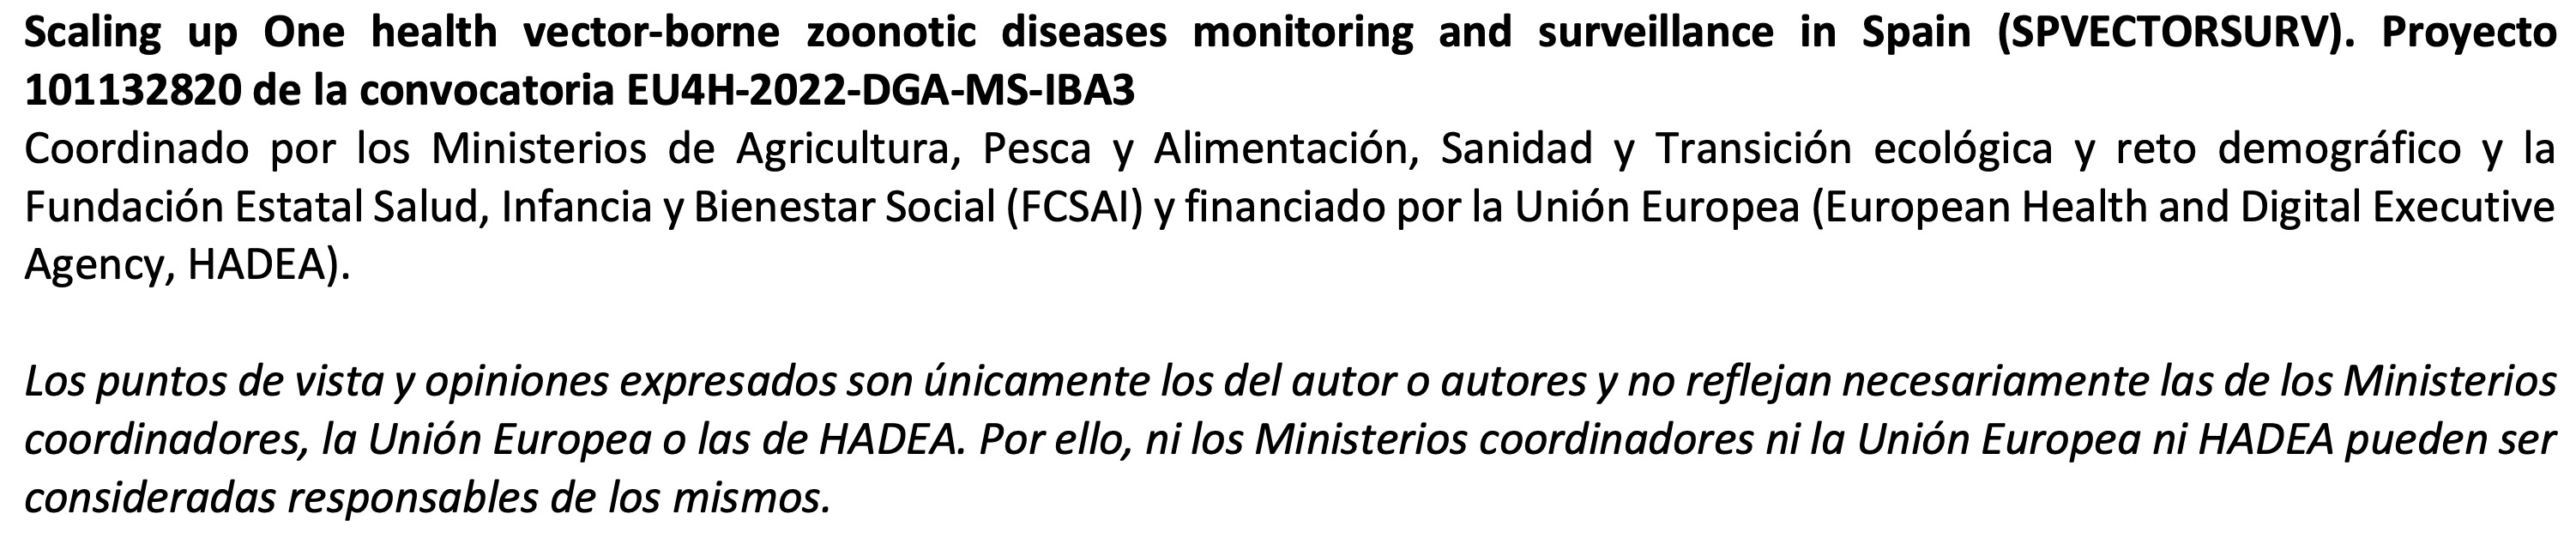 Scaling up One health vector-borne zoonotic diseases monitoring and surveillance in Spain (SPVECTORSURV). Proyecto
101132820 de la convocatoria EU4H-2022-DGA-MS-IBA3
Coordinado por los Ministerios de Agricultura, Pesca y Alimentación, Sanidad y Transición ecológica y reto demográfico y la
Fundación Estatal Salud, Infancia y Bienestar Social (FCSAI) y financiado por la Unión Europea (European Health and Digital Executive
Agency, HADEA).
Los puntos de vista y opiniones expresados son únicamente los del autor o autores y no reflejan necesariamente las de los Ministerios
coordinadores, la Unión Europea o las de HADEA. Por ello, ni los Ministerios coordinadores ni la Unión Europea ni HADEA pueden ser
consideradas responsables de los mismos.